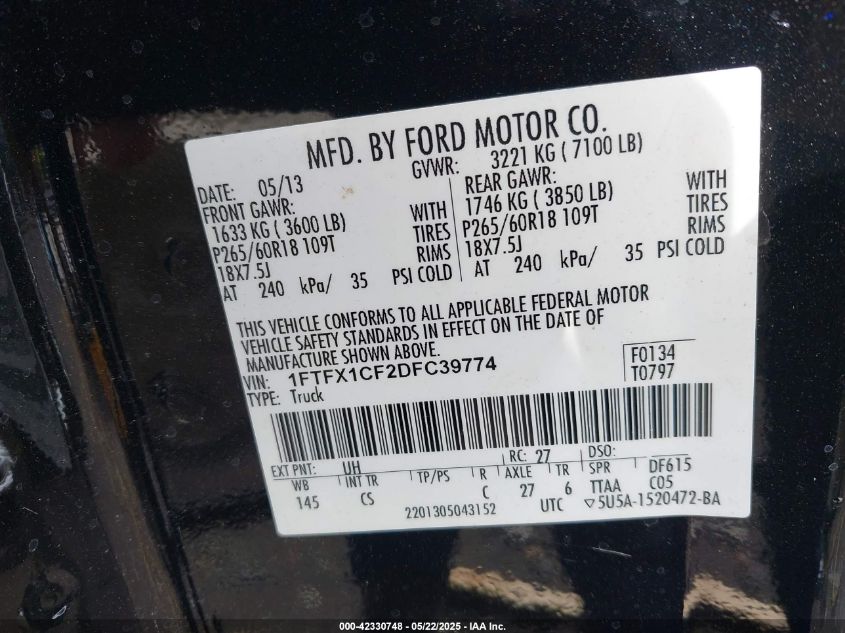 MFD. BY FORD MOTOR CO.
DATE: 05/13 GVWR: 3221 KG ( 7100 LB)
FRONT GAWR: REAR GAWR:
1633 KG ( 3600 LB) WITH 1746 KG ( 3850 LB) WITH
P265/60R18 109T TIRES P265/60R18 109T TIRES
18X7.5J RIMS 18X7.5J RIMS
AT 240 kPa/ 35 PSI COLD AT 240 kPa/ 35 PSI COLD
THIS VEHICLE CONFORMS TO ALL APPLICABLE FEDERAL MOTOR
VEHICLE SAFETY STANDARDS IN EFFECT ON THE DATE OF
MANUFACTURE SHOWN ABOVE.
VIN: 1FTFX1CF2DFC39774 F0134
TYPE: Truck T0797
EXT PNT: UH RC: 27 DSO:
WB INT TR TP/PS R AXLE TR SPR DF615
145 CS C 27 6 TTAA C05
2201305043152 UTC ▽5U5A-1520472-BA
000-42330748 - 05/22/2025 - IAA Inc.